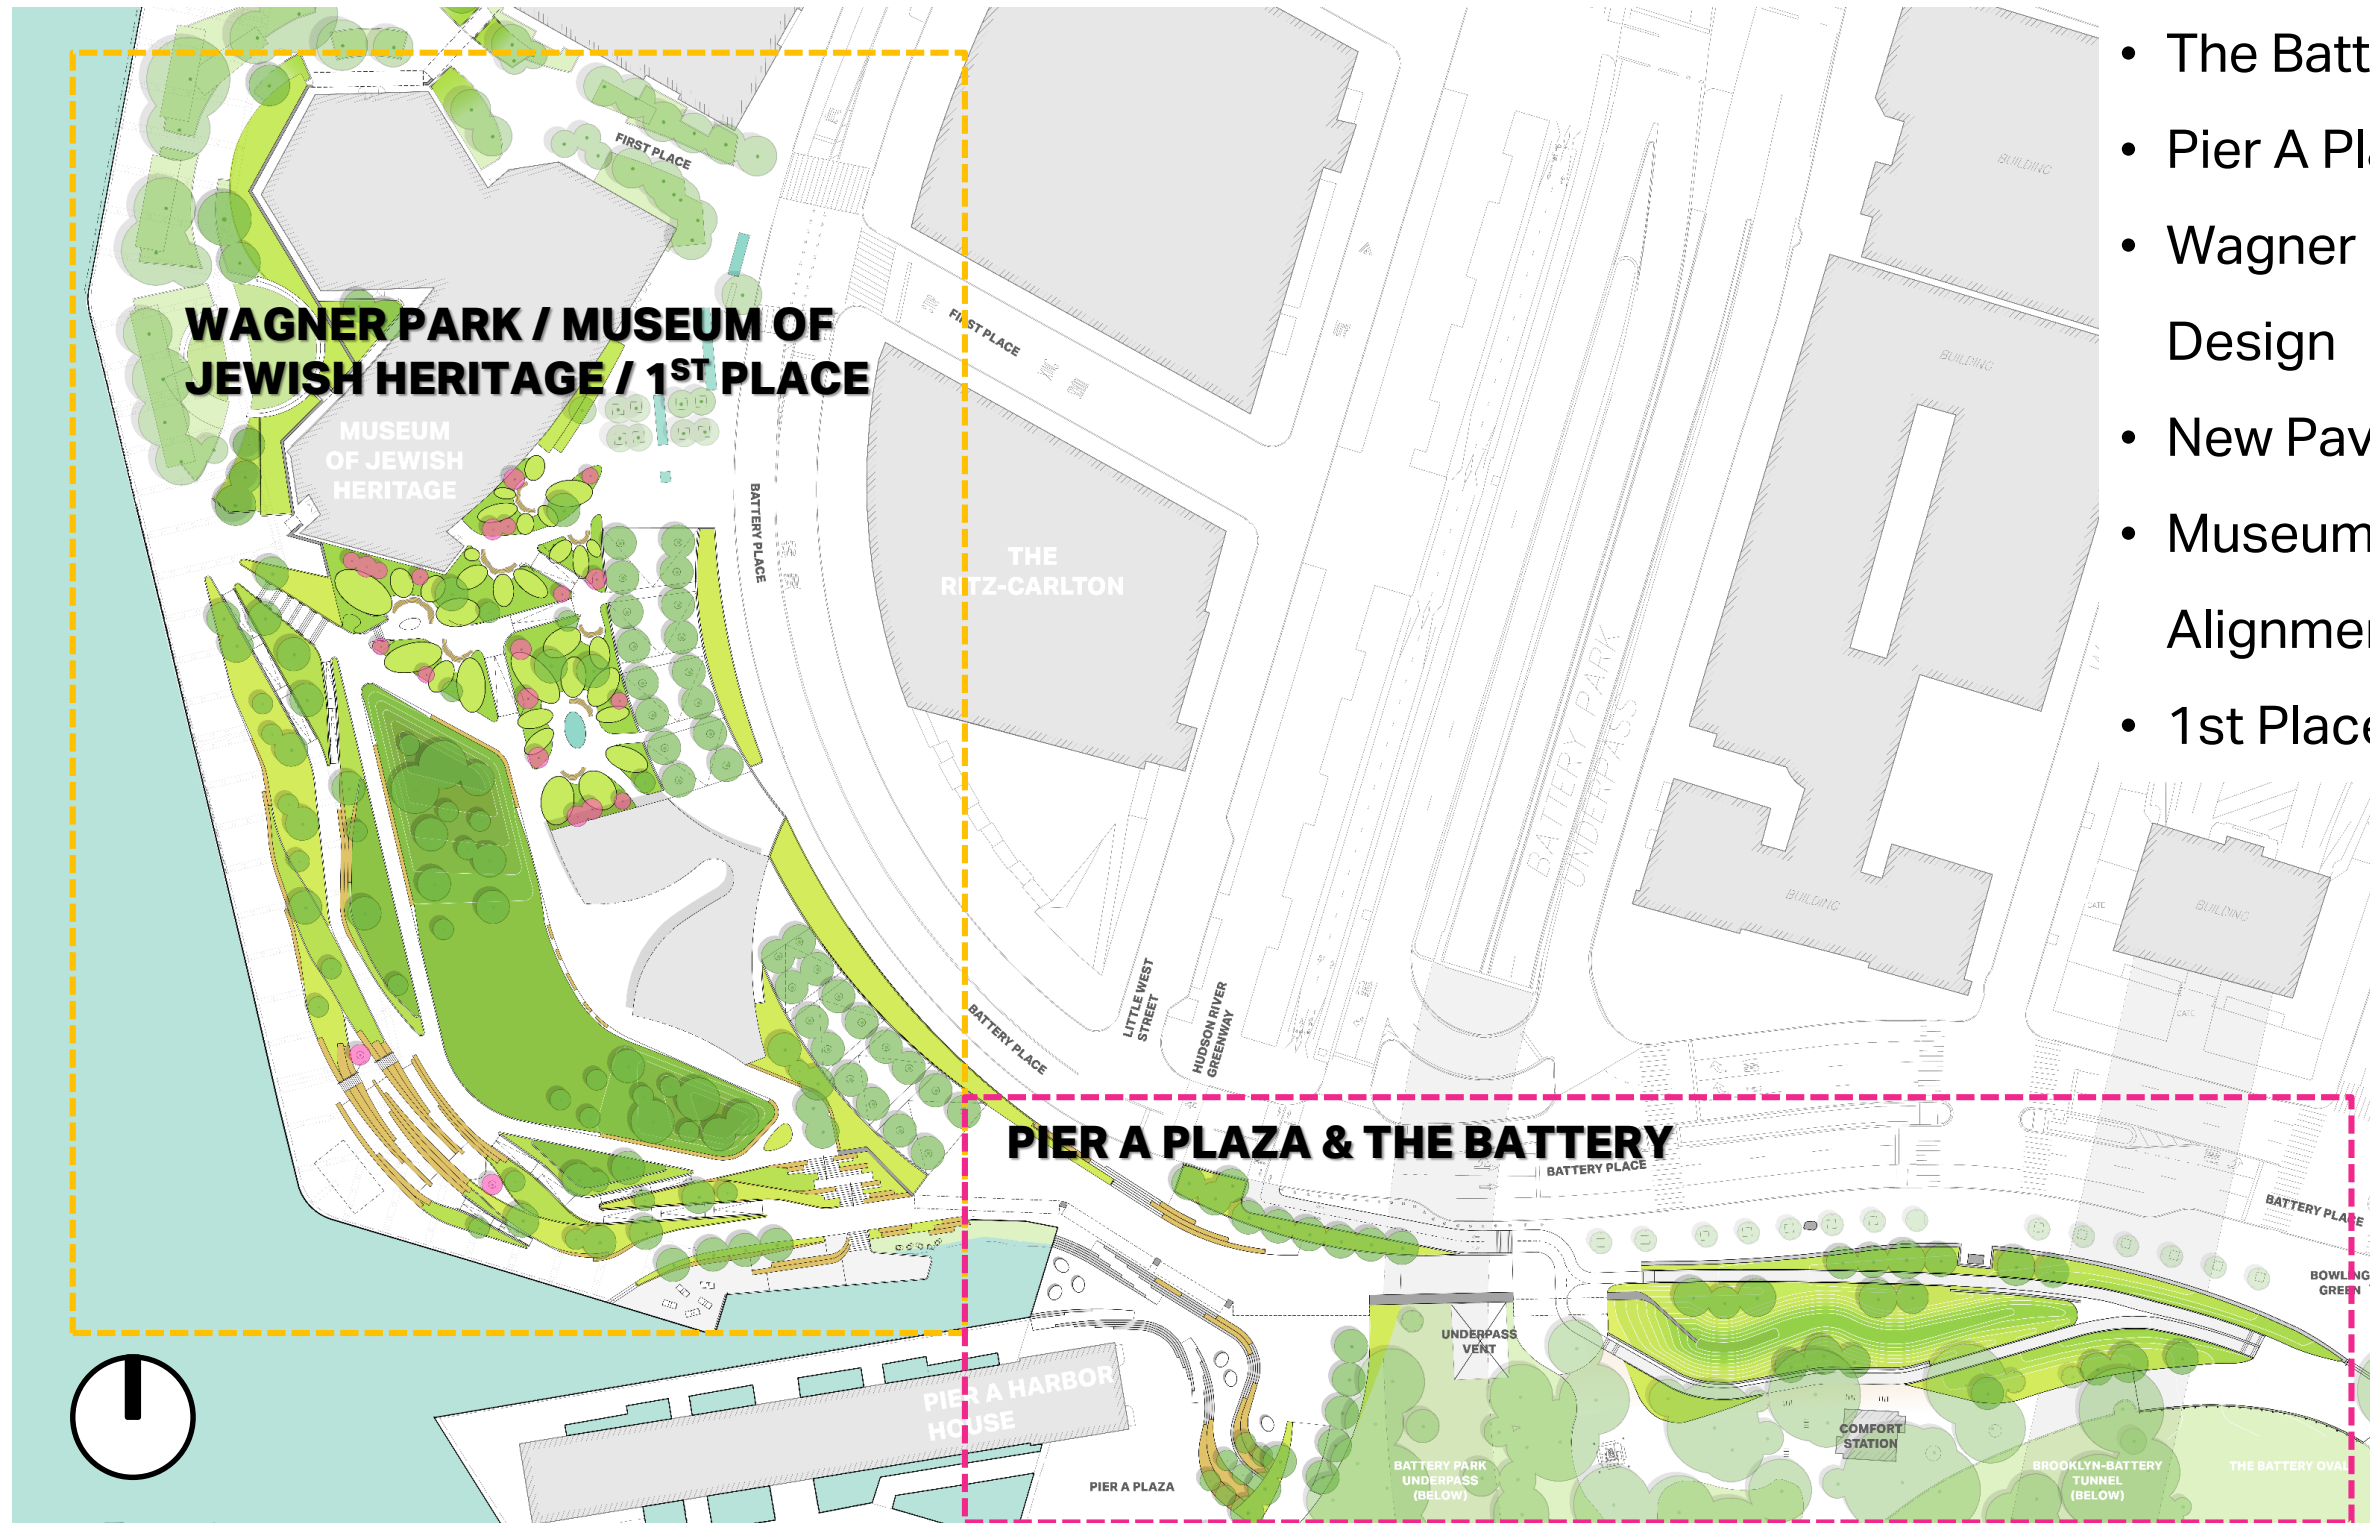 • The Batt
• Pier A Pla
• Wagner
Design
• New Pav
• Museum
Alignmen
• 1st Place
FIRST PLACE
BUILDING
WAGNER PARK / MUSEUM OF
JEWISH HERITAGE / 1ST PLACE
FIRST PLACE
BUILDING
MUSEUM
OF JEWISH
HERITAGE
BATTERY PLACE
THE
RITZ-CARLTON
BATTERY PARK
UNDERPASS
BUILDING
GATE
BUILDING
LITTLE WEST
STREET
HUDSON RIVER
GREENWAY
BATTERY PLACE
GATE
PIER A PLAZA & THE BATTERY
BATTERY PLACE
BATTERY PLACE
BOWLING
GREEN
UNDERPASS
VENT
PIER A HARBOR
HOUSE
COMFORT
STATION
PIER A PLAZA
BATTERY PARK
UNDERPASS
(BELOW)
BROOKLYN-BATTERY
TUNNEL
(BELOW)
THE BATTERY OVAL